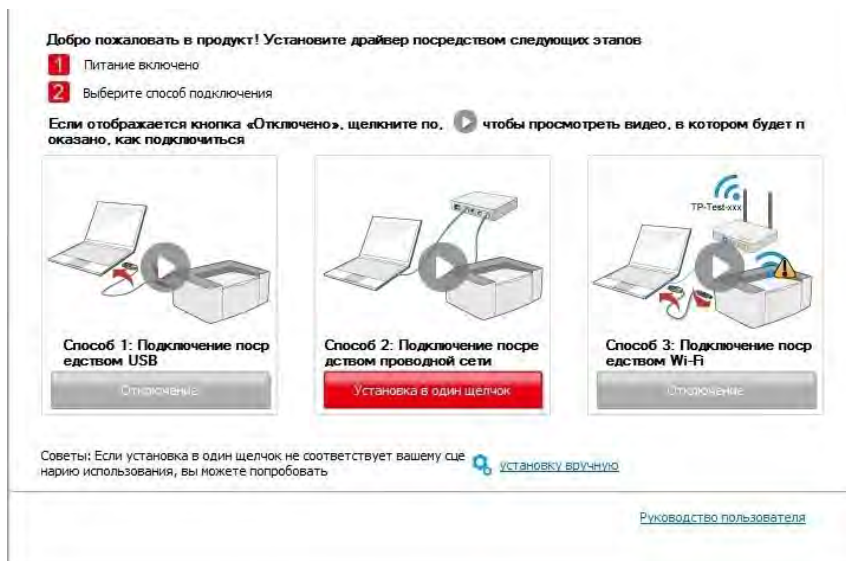 Добро пожаловать в продукт! Установите драйвер посредством следующих этапов
1 Питание включено
2 Выберите способ подключения
Если отображается кнопка «Отключено», щелкните по, чтобы просмотреть видео, в котором будет п
оказано, как подключиться
TP-Test-xxx
Способ 1: Подключение поср
едством USB
Отключение
Способ 2: Подключение посре
дством проводной сети
Установка в один щелчок
Способ 3: Подключение поср
едством Wi-Fi
Отключение
Советы: Если установка в один щелчок не соответствует вашему сце
нарию использования, вы можете попробовать
установку вручную
Руководство пользователя